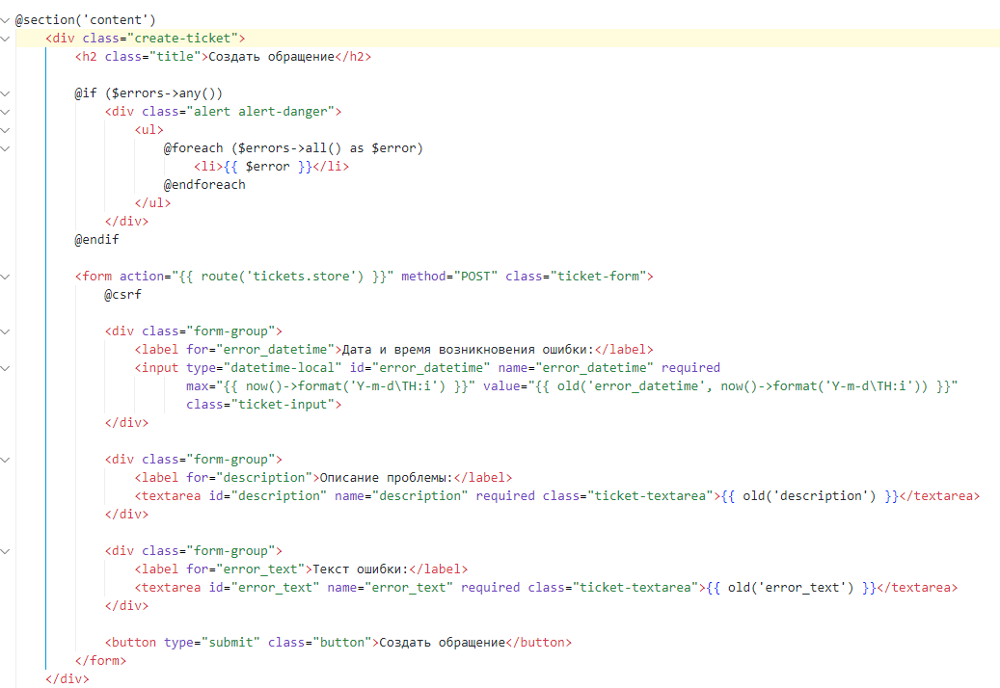 @section('content')
<div class="create-ticket">
<h2 class="title">Создать обращение</h2>
@if ($errors->any())
<div class="alert alert-danger">
<ul>
@foreach ($errors->all() as $error)
<li>{{ $error }}</li>
@endforeach
</ul>
</div>
@endif
<form action="{{ route('tickets.store') }}" method="POST" class="ticket-form">
@csrf
<div class="form-group">
<label for="error_datetime">Дата и время возникновения ошибки:</label>
<input type="datetime-local" id="error_datetime" name="error_datetime" required
max="{{ now()->format('Y-m-d\TH:i') }}" value="{{ old('error_datetime', now()->format('Y-m-d\TH:i')) }}"
class="ticket-input">
</div>
<div class="form-group">
<label for="description">Описание проблемы:</label>
<textarea id="description" name="description" required class="ticket-textarea">{{ old('description') }}</textarea>
</div>
<div class="form-group">
<label for="error_text">Текст ошибки:</label>
<textarea id="error_text" name="error_text" required class="ticket-textarea">{{ old('error_text') }}</textarea>
</div>
<button type="submit" class="button">Создать обращение</button>
</form>
</div>